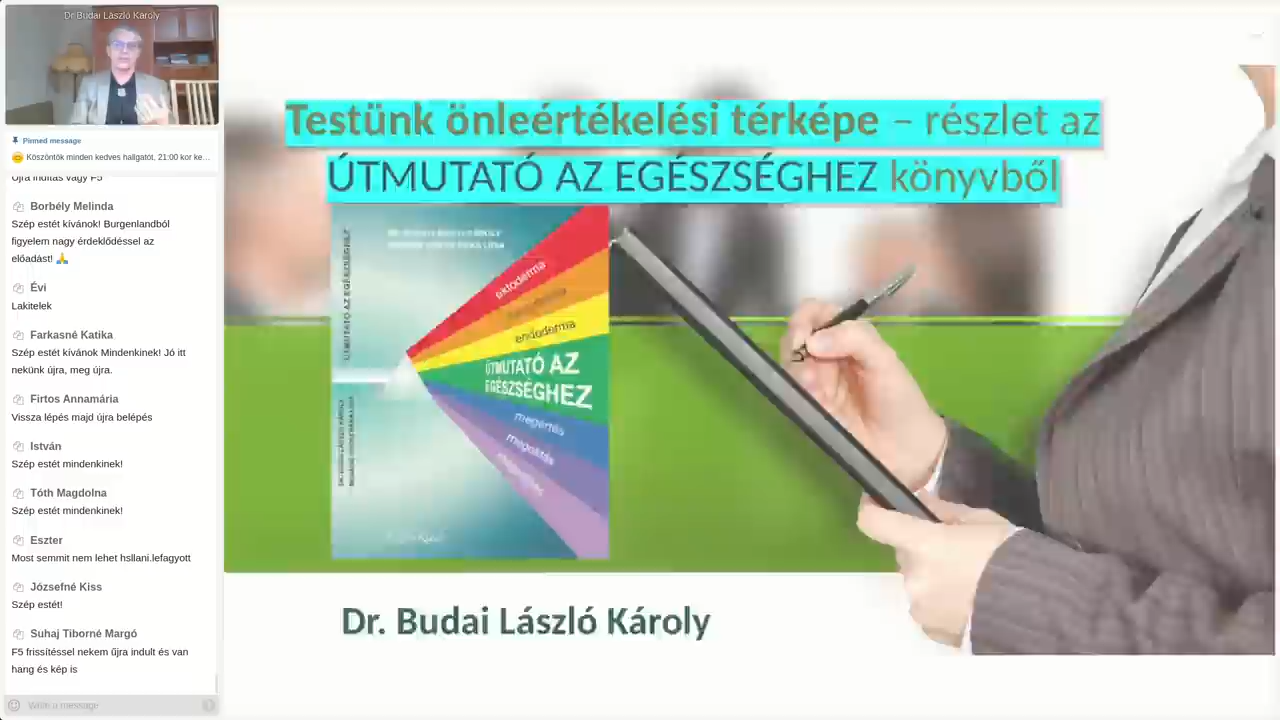 Dr Budai László Károly
Pinned message
Köszöntök minden kedves hallgatót, 21:00 kor ke...
Újra indítás vagy F5
Borbély Melinda
Szép estét kívánok! Burgenlandból
figyelem nagy érdeklődéssel az
előadást! 🙏
Évi
Lakitelek
Farkasné Katika
Szép estét kívánok Mindenkinek! Jó itt
nekünk újra, meg újra.
Firtos Annamária
Vissza lépés majd újra belépés
István
Szép estét mindenkinek!
Tóth Magdolna
Szép estét mindenkinek!
Eszter
Most semmit nem lehet hsllani.lefagyott
Józsefné Kiss
Szép estét!
Suhaj Tiborné Margó
F5 frissítéssel nekem űjra indult és van
hang és kép is
Write a message
Testünk önleértékelési térképe – részlet az
ÚTMUTATÓ AZ EGÉSZSÉGHEZ könyvből
ÚTMUTATÓ AZ EGÉSZSÉGHEZ
ektoderma
endoderma
ÚTMUTATÓ AZ
EGÉSZSÉGHEZ
megértés
megoldás
Dr. Budai László Károly